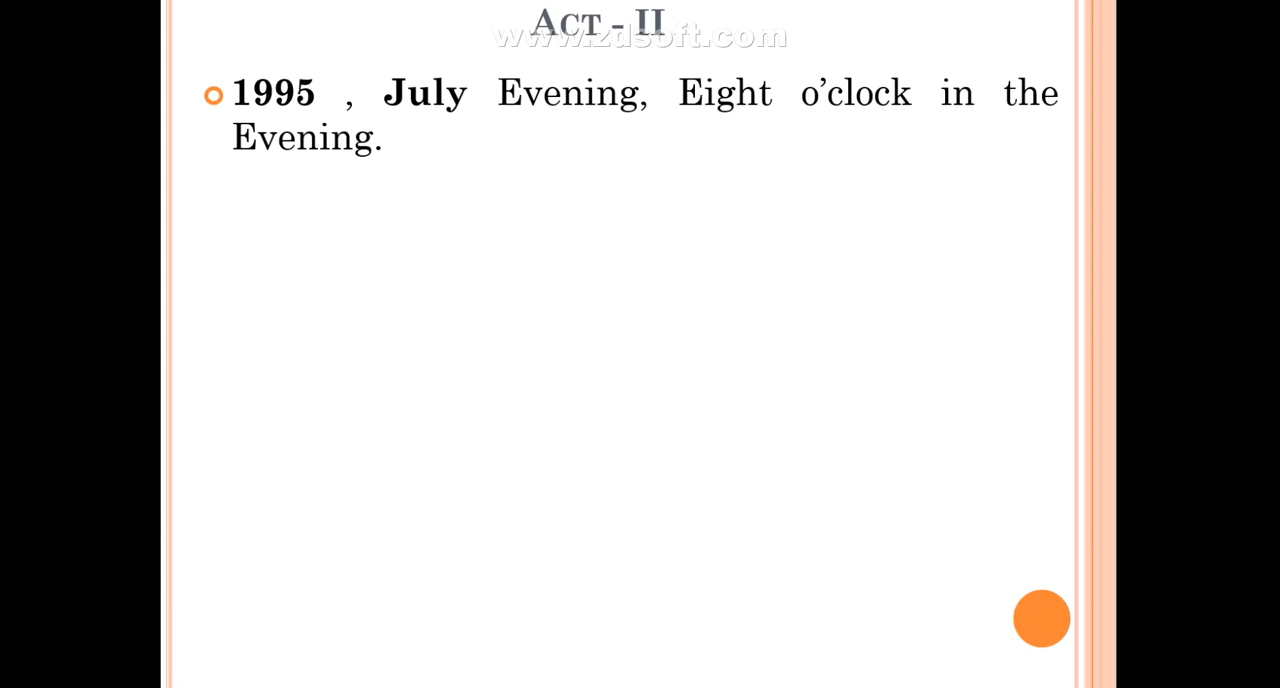 Act - II
www.zdsoft.com
1995 , July Evening, Eight o’clock in the
Evening.